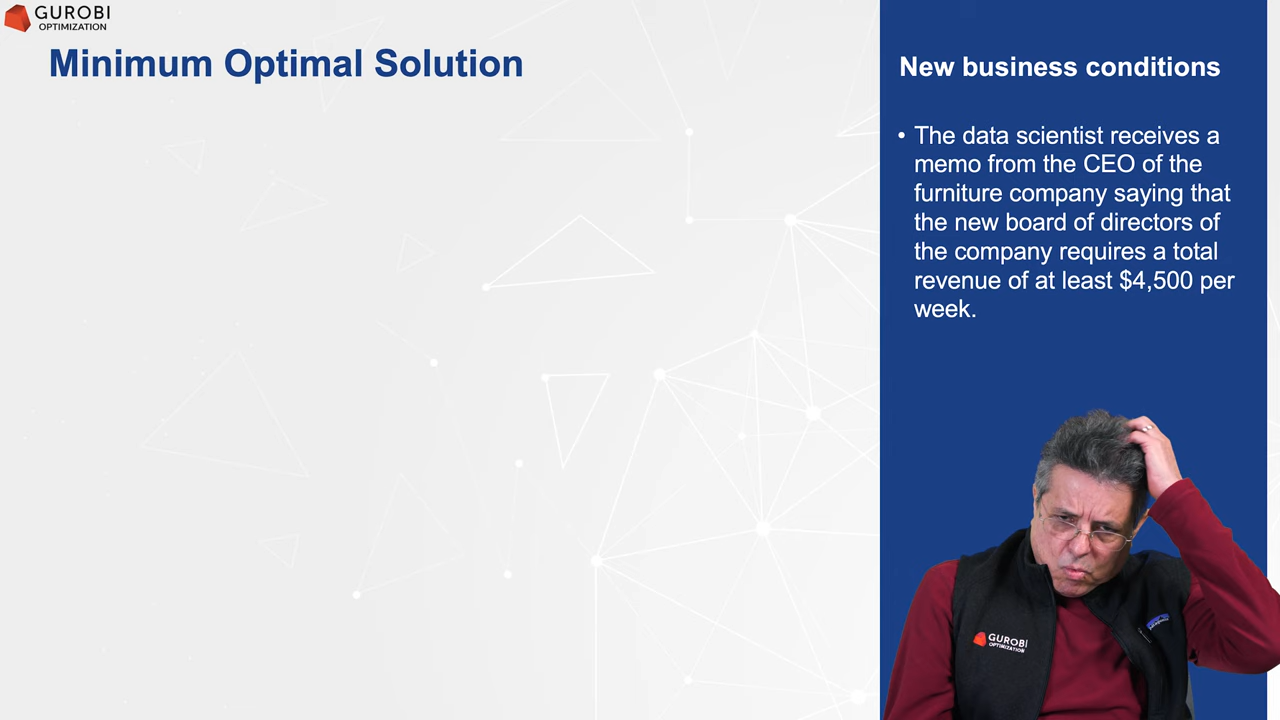 GUROBI
OPTIMIZATION
Minimum Optimal Solution
New business conditions
• The data scientist receives a
memo from the CEO of the
furniture company saying that
the new board of directors of
the company requires a total
revenue of at least $4,500 per
week.
GUROBI
OPTIMIZATION
patagonia